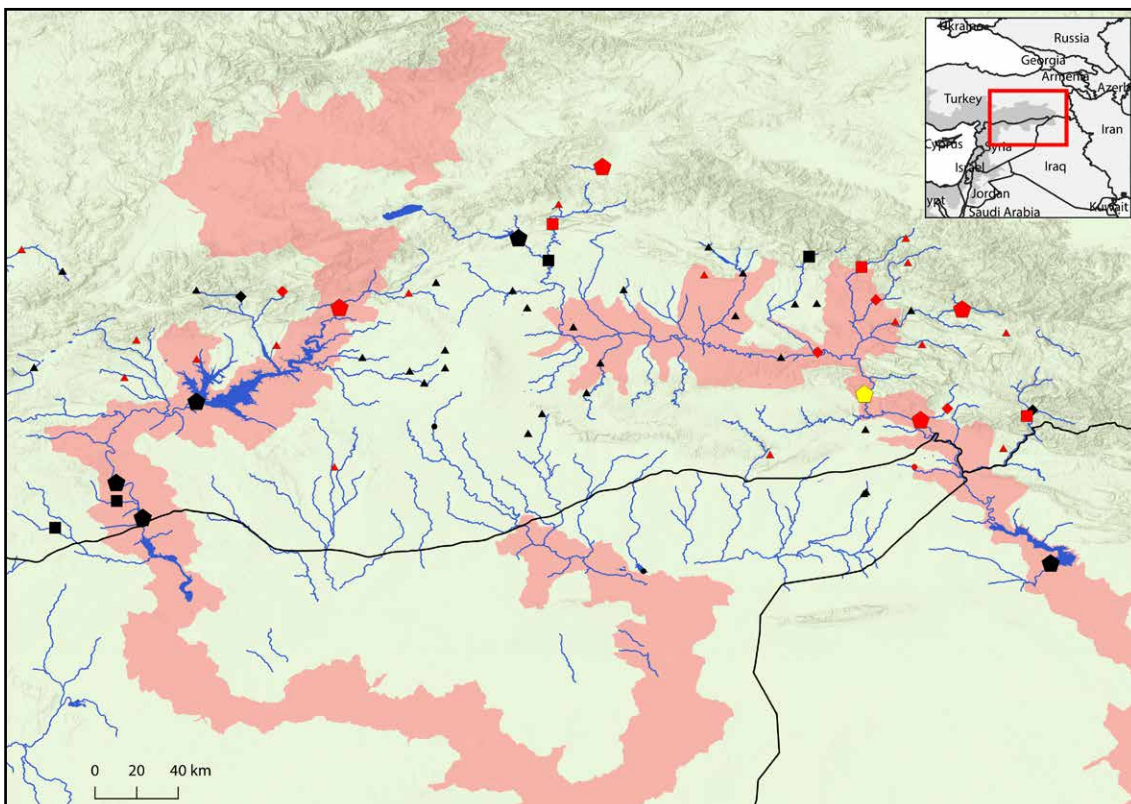 Ukraine
Russia
Georgia
Armenia
Azerb
Turkey
Iran
Cyprus
Syria
Israel
Iraq
Jordan
ypt
Kuwait
Saudi Arabia
0 20 40 km